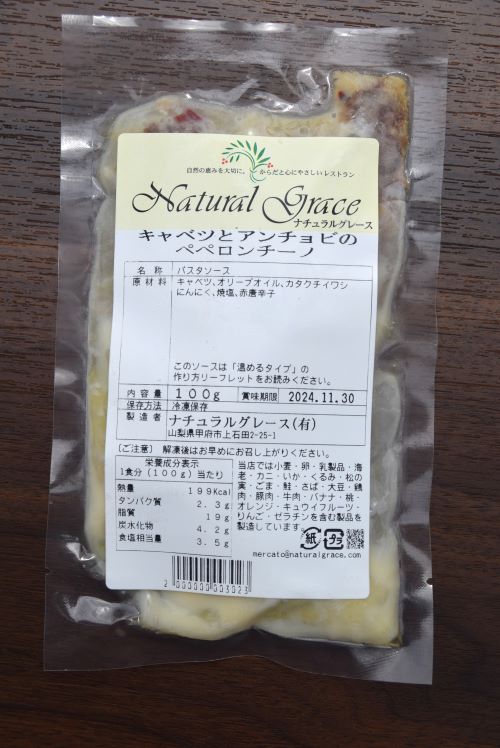 自然の恵みを大切に。からだと心にやさしいレストラン
Natural Grace
ナチュラルグレース
キャベツとアンチョビの
ペペロンチーノ
名 称 パスタソース
原 材 料 キャベツ、オリーブオイル、カタクチイワシ
にんにく、焼塩、赤唐辛子
このソースは「温めるタイプ」の
作り方リーフレットをお読みください。
内 容 量 100g 賞味期限 2024.11.30
保存方法 冷凍保存
製 造 者 ナチュラルグレース(有)
山梨県甲府市上石田2-25-1
(ご注意) 解凍後はお早めにお召し上がりください。
栄養成分表示
1食分(100g)当たり
熱量 199Kcal
タンパク質 2.3g
脂質 19g
炭水化物 4.2g
食塩相当量 3.5g
当店では小麦・卵・乳製品・海
老・カニ・いか・くるみ・松の
実・ごま・鮭・さば・大豆・鶏
肉・豚肉・牛肉・バナナ・桃・
オレンジ・キュウイフルーツ・
りんご・ゼラチンを含む製品を
製造しています。
紙 プラ
mercato@naturalgrace.com
2 000000 003023